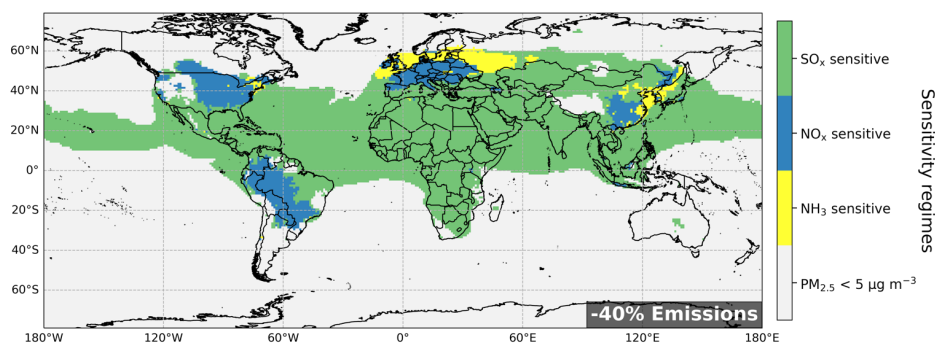 60°N
40°N
20°N
0°
20°S
40°S
60°S
180°W
120°W
60°W
0°
60°E
120°E
180°E
-40% Emissions
SOₓ sensitive
NOₓ sensitive
NH₃ sensitive
PM₂.₅ < 5 µg m⁻³
Sensitivity regimes